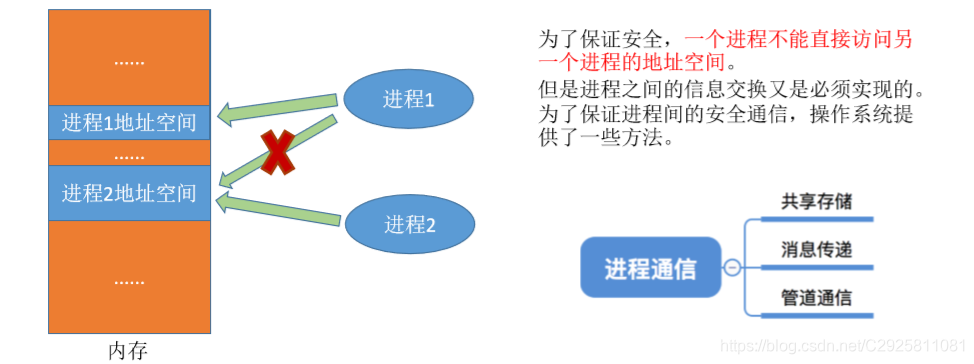 ......
进程1地址空间
......
进程2地址空间
......
内存
进程1
进程2
为了保证安全，一个进程不能直接访问另
一个进程的地址空间。
但是进程之间的信息交换又是必须实现的。
为了保证进程间的安全通信，操作系统提
供了一些方法。
进程通信
共享存储
消息传递
管道通信
https://blog.csdn.net/C2925811081